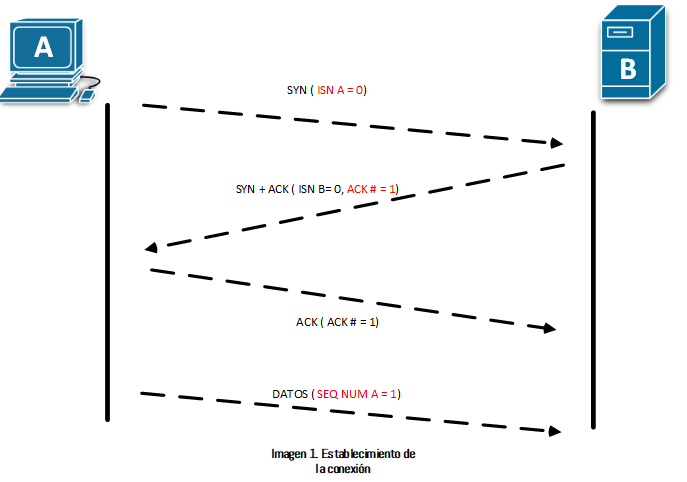 A
B
SYN ( ISN A = 0)
SYN + ACK ( ISN B= 0, ACK # = 1)
ACK ( ACK # = 1)
DATOS ( SEQ NUM A = 1)
Imagen 1. Establecimiento de
la conexión